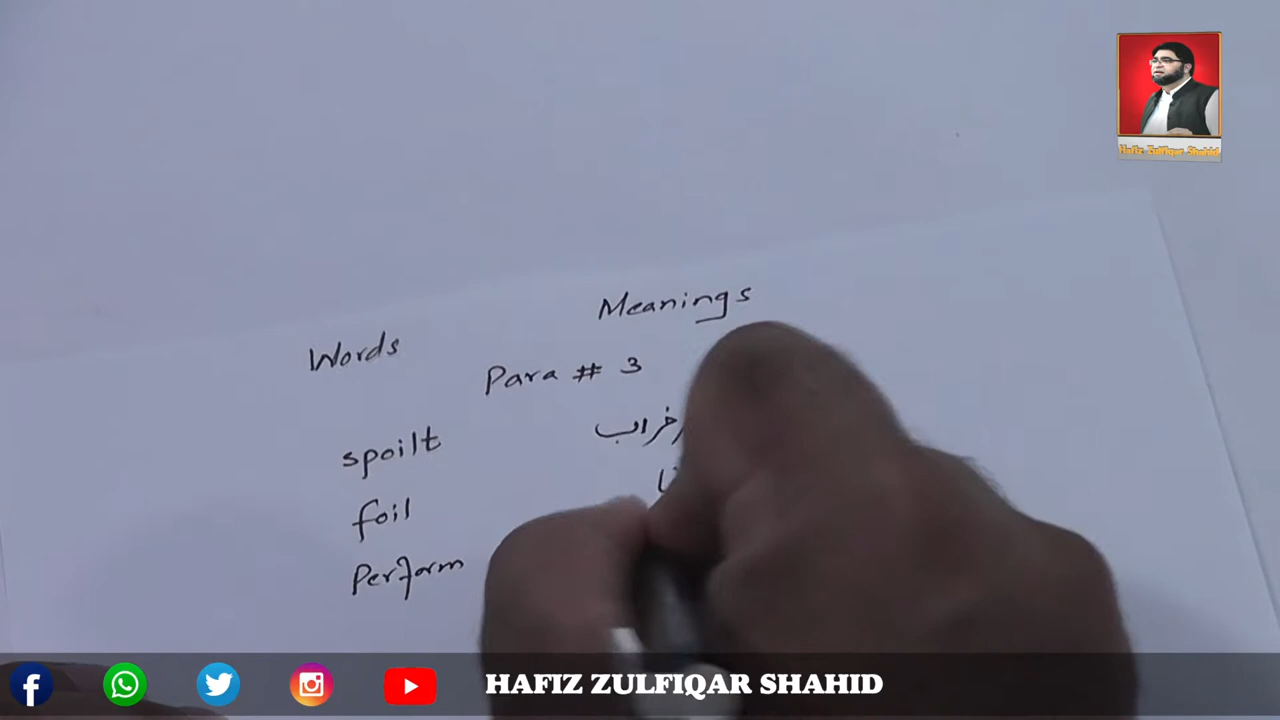 Hafiz Zulfiqar Shahid
Words Meanings
Para # 3
spoilt خراب
foil
Perform
HAFIZ ZULFIQAR SHAHID